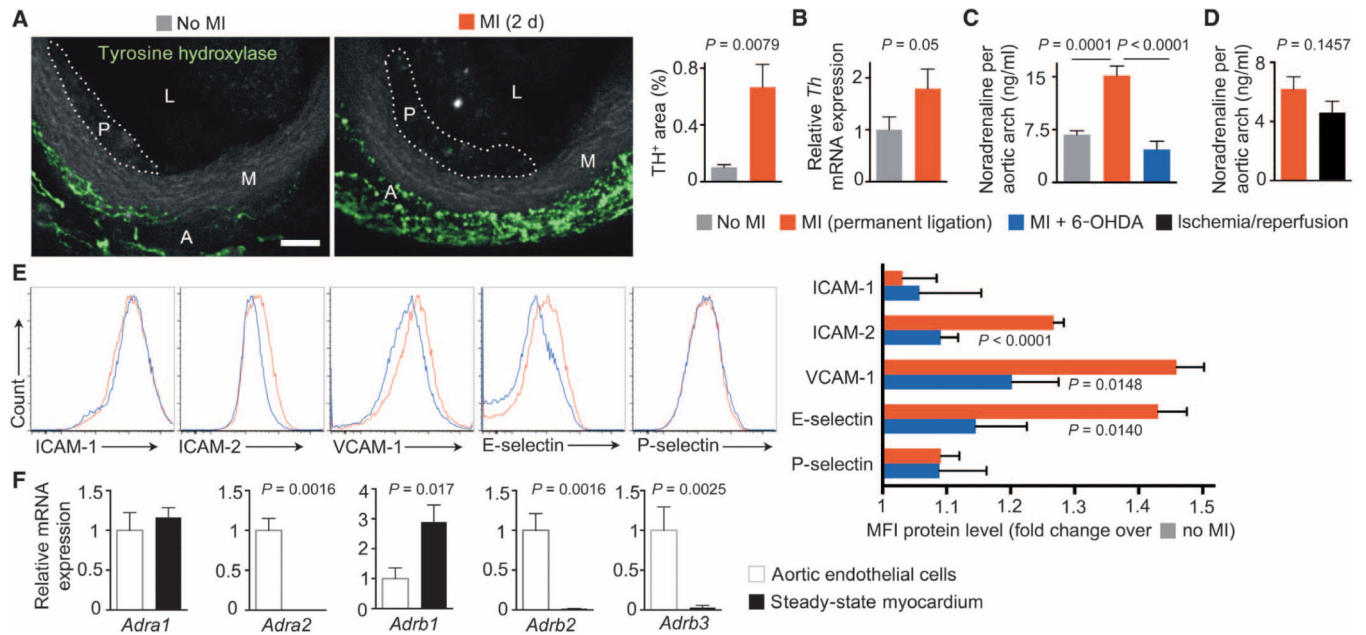 A
No MI
MI (2 d)
Tyrosine hydroxylase
L
P
M
A
L
P
M
A
P = 0.0079
TH+ area (%)
0.8
0.4
0
B
P = 0.05
Relative Th
mRNA expression
3
2
1
0
C
P = 0.0001
P < 0.0001
Noradrenaline per
aortic arch (ng/ml)
15
7.5
0
D
P = 0.1457
Noradrenaline per
aortic arch (ng/ml)
8
4
0
No MI
MI (permanent ligation)
MI + 6-OHDA
Ischemia/reperfusion
E
Count
ICAM-1
ICAM-2
VCAM-1
E-selectin
P-selectin
ICAM-1
ICAM-2
P < 0.0001
VCAM-1
P = 0.0148
E-selectin
P = 0.0140
P-selectin
1 1.1 1.2 1.3 1.4 1.5
MFI protein level (fold change over no MI)
F
Relative mRNA
expression
1.5
1
0.5
0
Adra1
P = 0.0016
1.5
1
0.5
0
Adra2
P = 0.017
4
3
2
1
0
Adrb1
P = 0.0016
1.5
1
0.5
0
Adrb2
P = 0.0025
1.5
1
0.5
0
Adrb3
Aortic endothelial cells
Steady-state myocardium